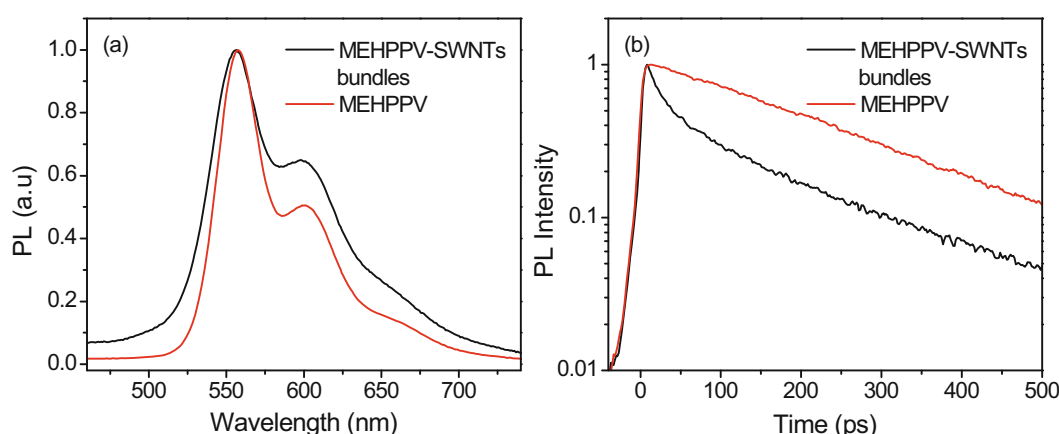 (a)
MEHPPV-SWNTs
bundles
MEHPPV
1.0
0.8
0.6
0.4
0.2
0.0
PL (a.u)
500 550 600 650 700
Wavelength (nm)
(b)
MEHPPV-SWNTs
bundles
MEHPPV
1
0.1
0.01
PL Intensity
0 100 200 300 400 500
Time (ps)